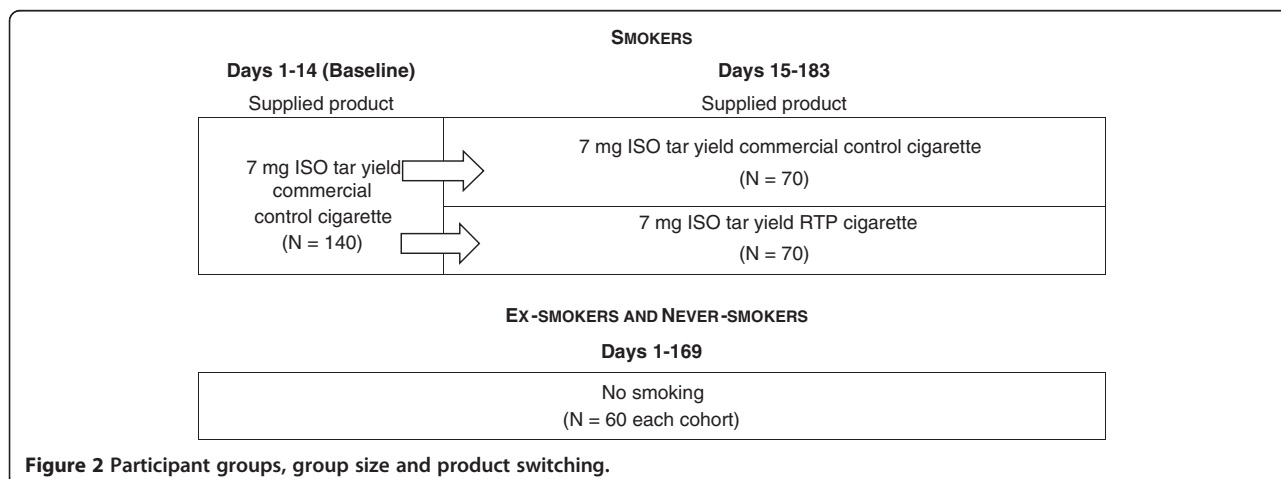 SMOKERS
Days 1-14 (Baseline)
Supplied product
7 mg ISO tar yield
commercial
control cigarette
(N = 140)
Days 15-183
Supplied product
7 mg ISO tar yield commercial control cigarette
(N = 70)
7 mg ISO tar yield RTP cigarette
(N = 70)
EX-SMOKERS AND NEVER-SMOKERS
Days 1-169
No smoking
(N = 60 each cohort)
Figure 2 Participant groups, group size and product switching.